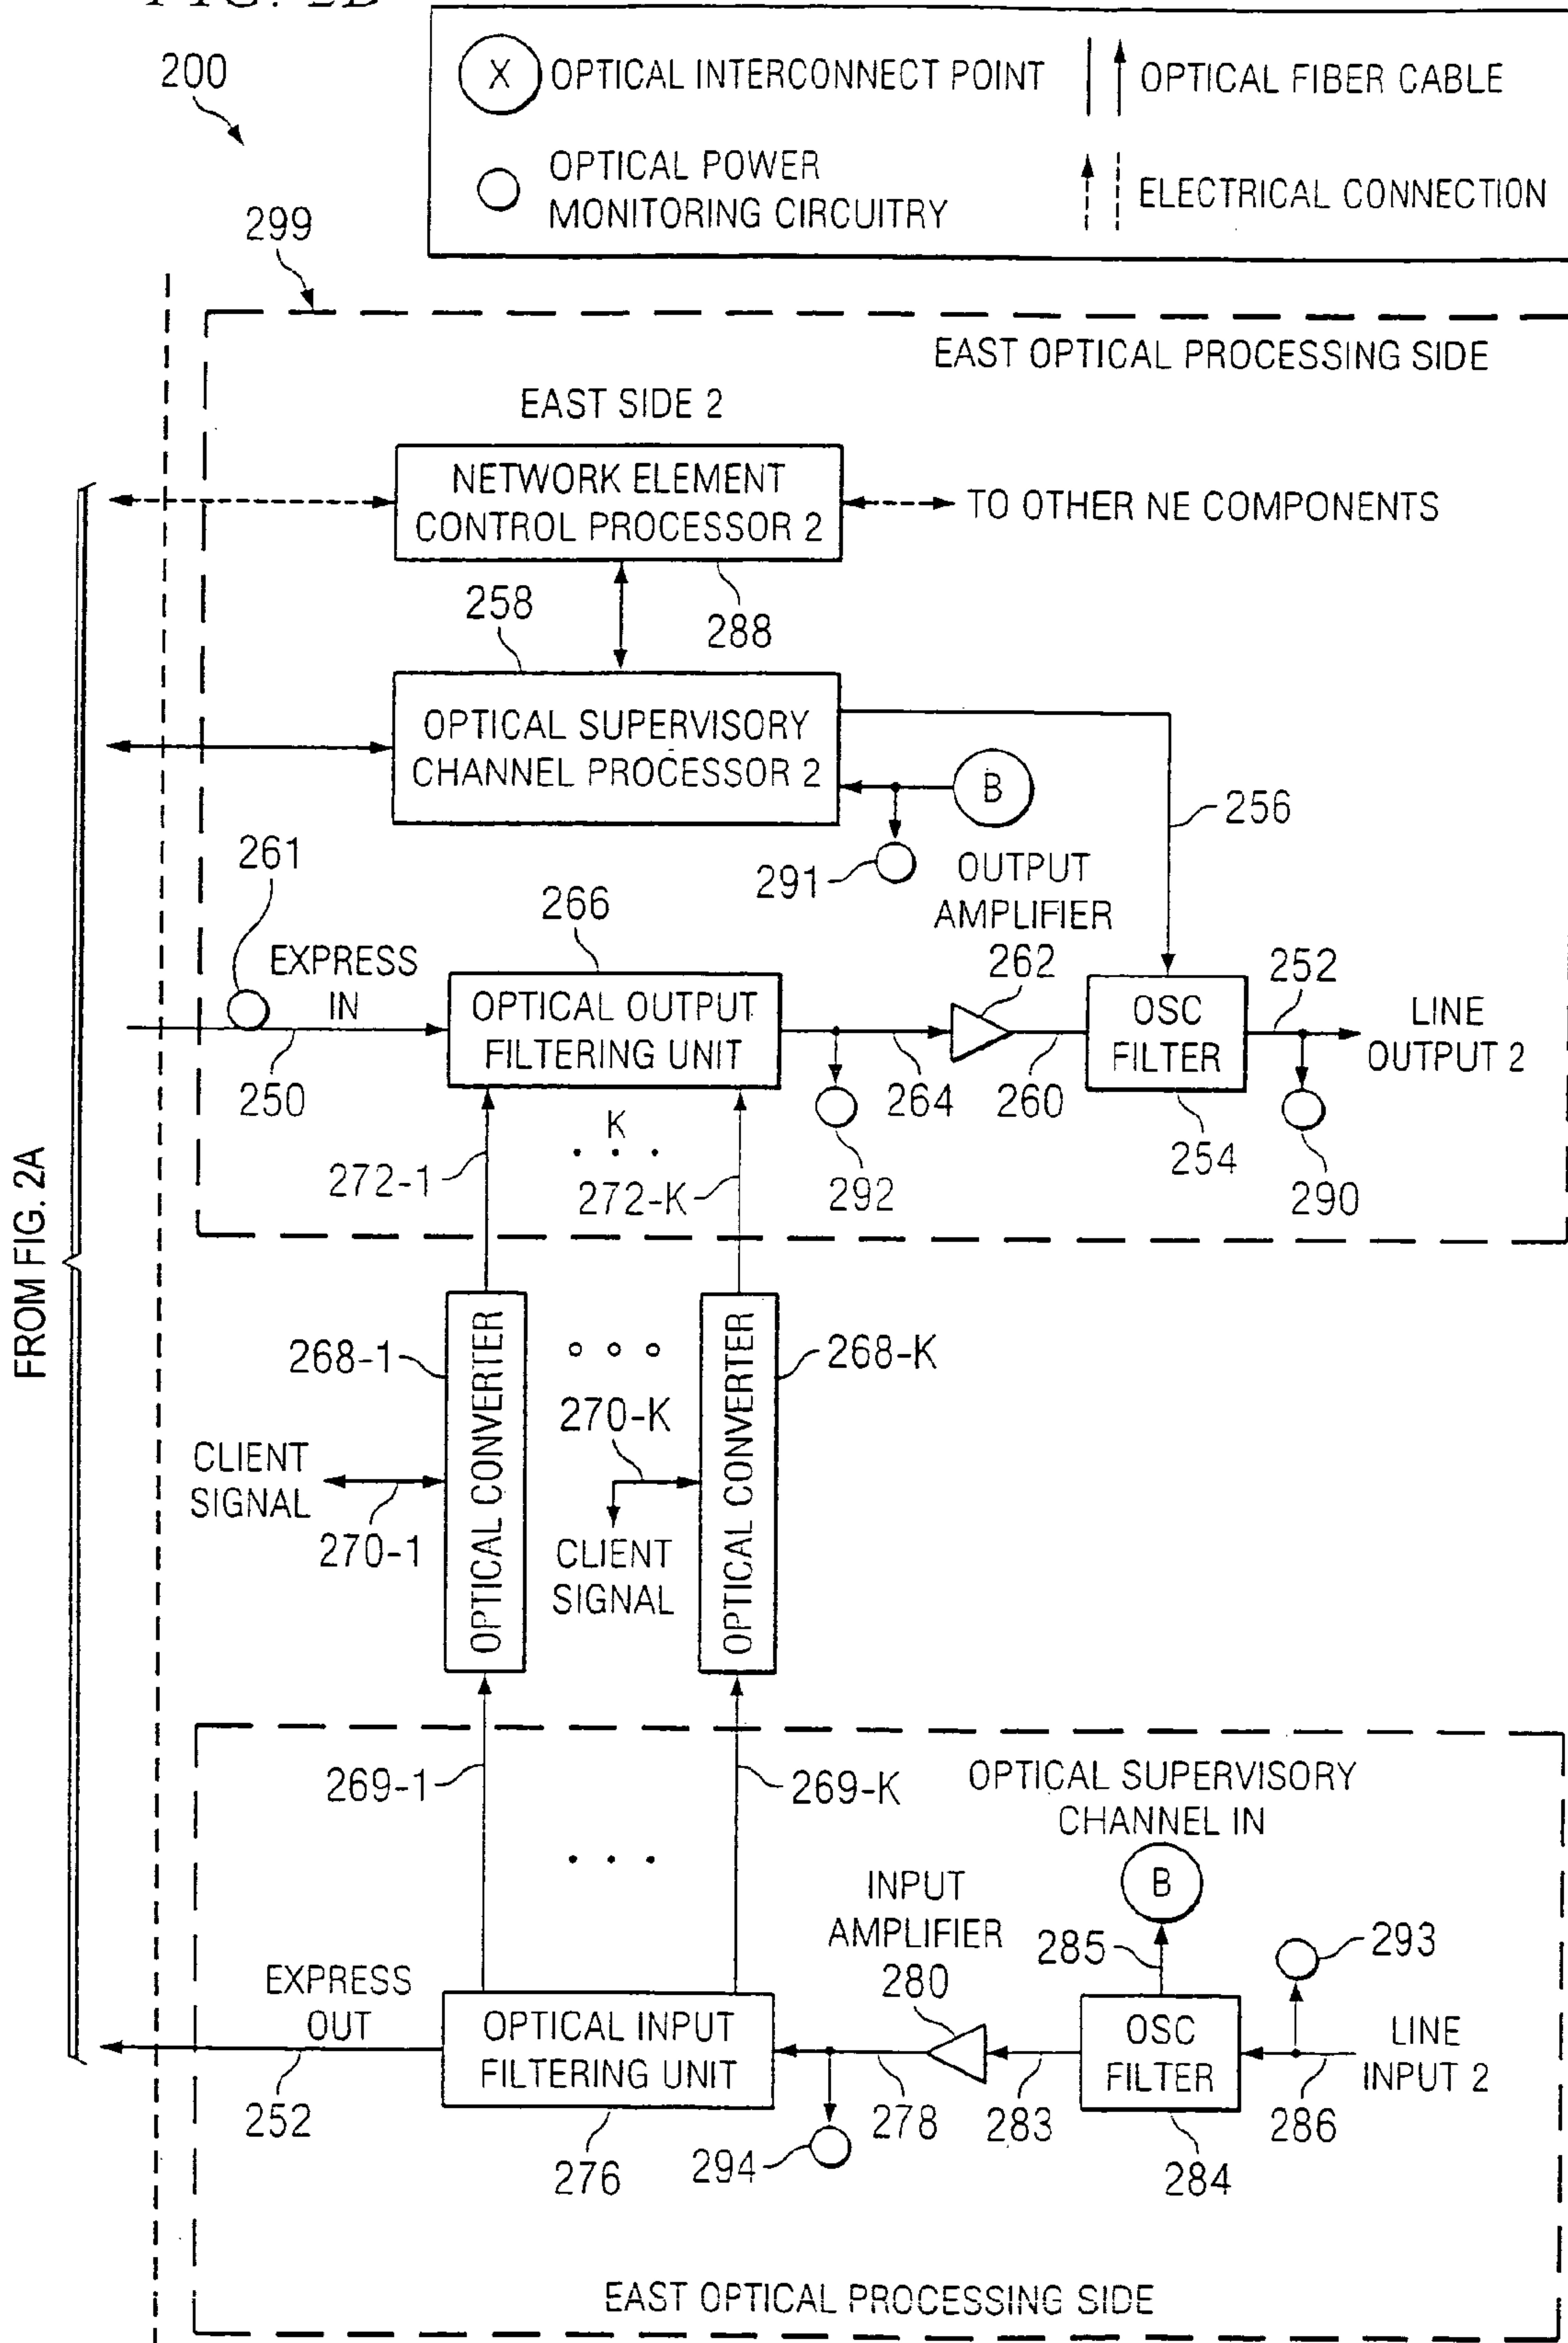 FIG. 2B
200
X OPTICAL INTERCONNECT POINT
OPTICAL FIBER CABLE
OPTICAL POWER
MONITORING CIRCUITRY
ELECTRICAL CONNECTION
299
EAST OPTICAL PROCESSING SIDE
EAST SIDE 2
NETWORK ELEMENT
CONTROL PROCESSOR 2
TO OTHER NE COMPONENTS
258
288
OPTICAL SUPERVISORY
CHANNEL PROCESSOR 2
B
256
261
291
OUTPUT
AMPLIFIER
262
266
EXPRESS
IN
250
OPTICAL OUTPUT
FILTERING UNIT
264
260
OSC
FILTER
252
LINE
OUTPUT 2
254
292
290
272-1
K
272-K
FROM FIG. 2A
268-1
OPTICAL CONVERTER
268-K
OPTICAL CONVERTER
270-K
CLIENT
SIGNAL
270-1
CLIENT
SIGNAL
269-1
269-K
OPTICAL SUPERVISORY
CHANNEL IN
B
INPUT
AMPLIFIER
280
285
293
EXPRESS
OUT
252
OPTICAL INPUT
FILTERING UNIT
276
294
278
283
OSC
FILTER
284
286
LINE
INPUT 2
EAST OPTICAL PROCESSING SIDE